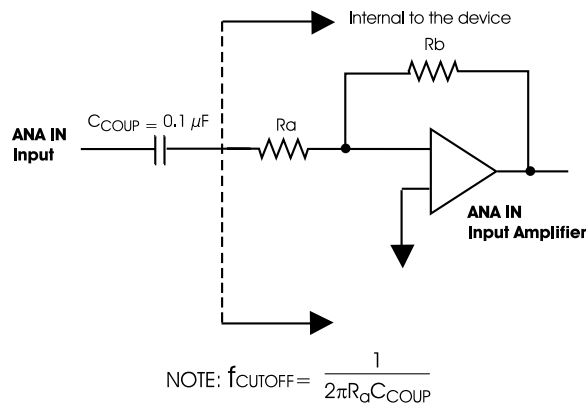 Internal to the device
Rb
C_COUP = 0.1 μF
Ra
ANA IN
Input
ANA IN
Input Amplifier
NOTE: f_CUTOFF = 1 / 2πR_aC_COUP